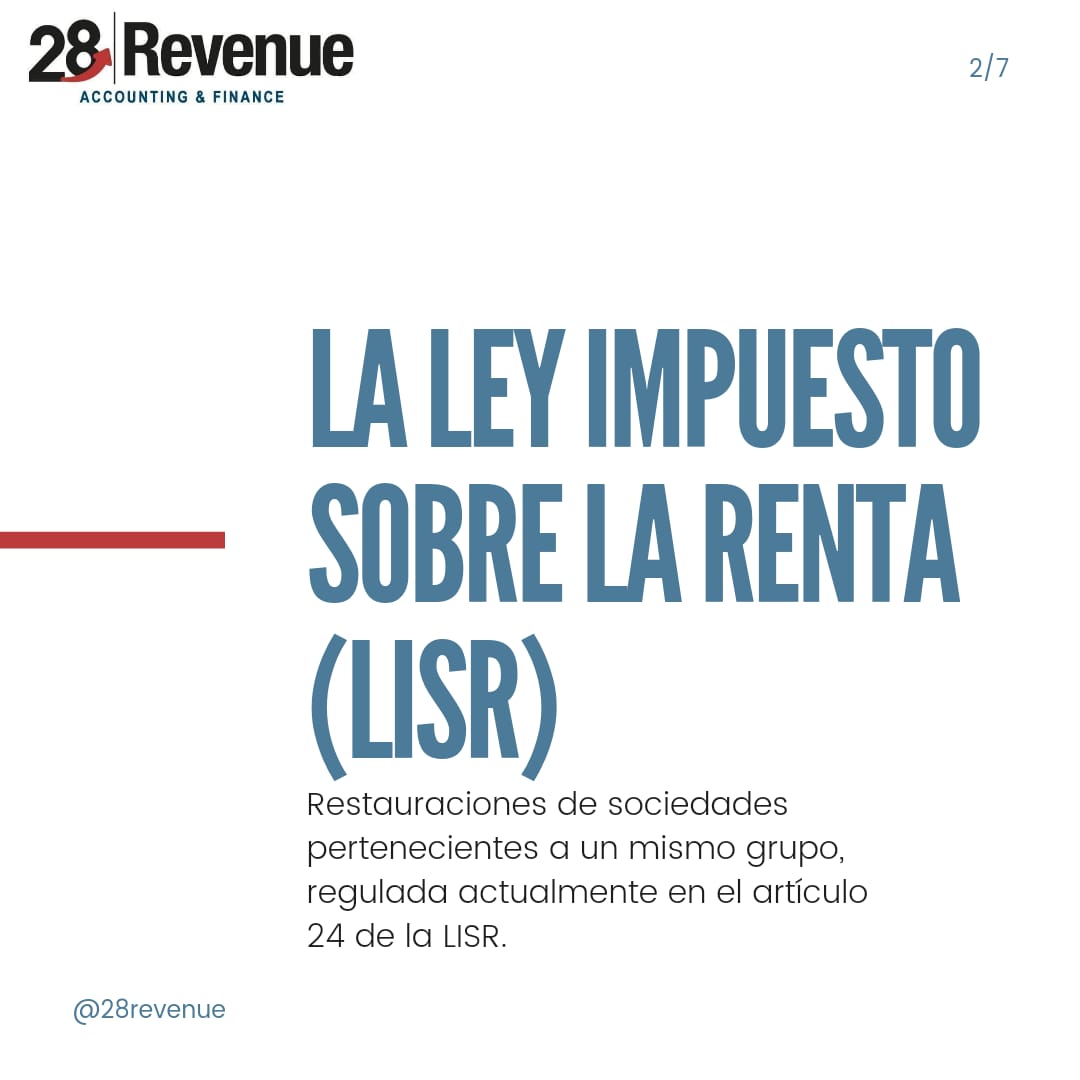 28 Revenue
ACCOUNTING & FINANCE
2/7
LA LEY IMPUESTO
SOBRE LA RENTA
(LISR)
Restauraciones de sociedades
pertenecientes a un mismo grupo,
regulada actualmente en el artículo
24 de la LISR.
@28revenue